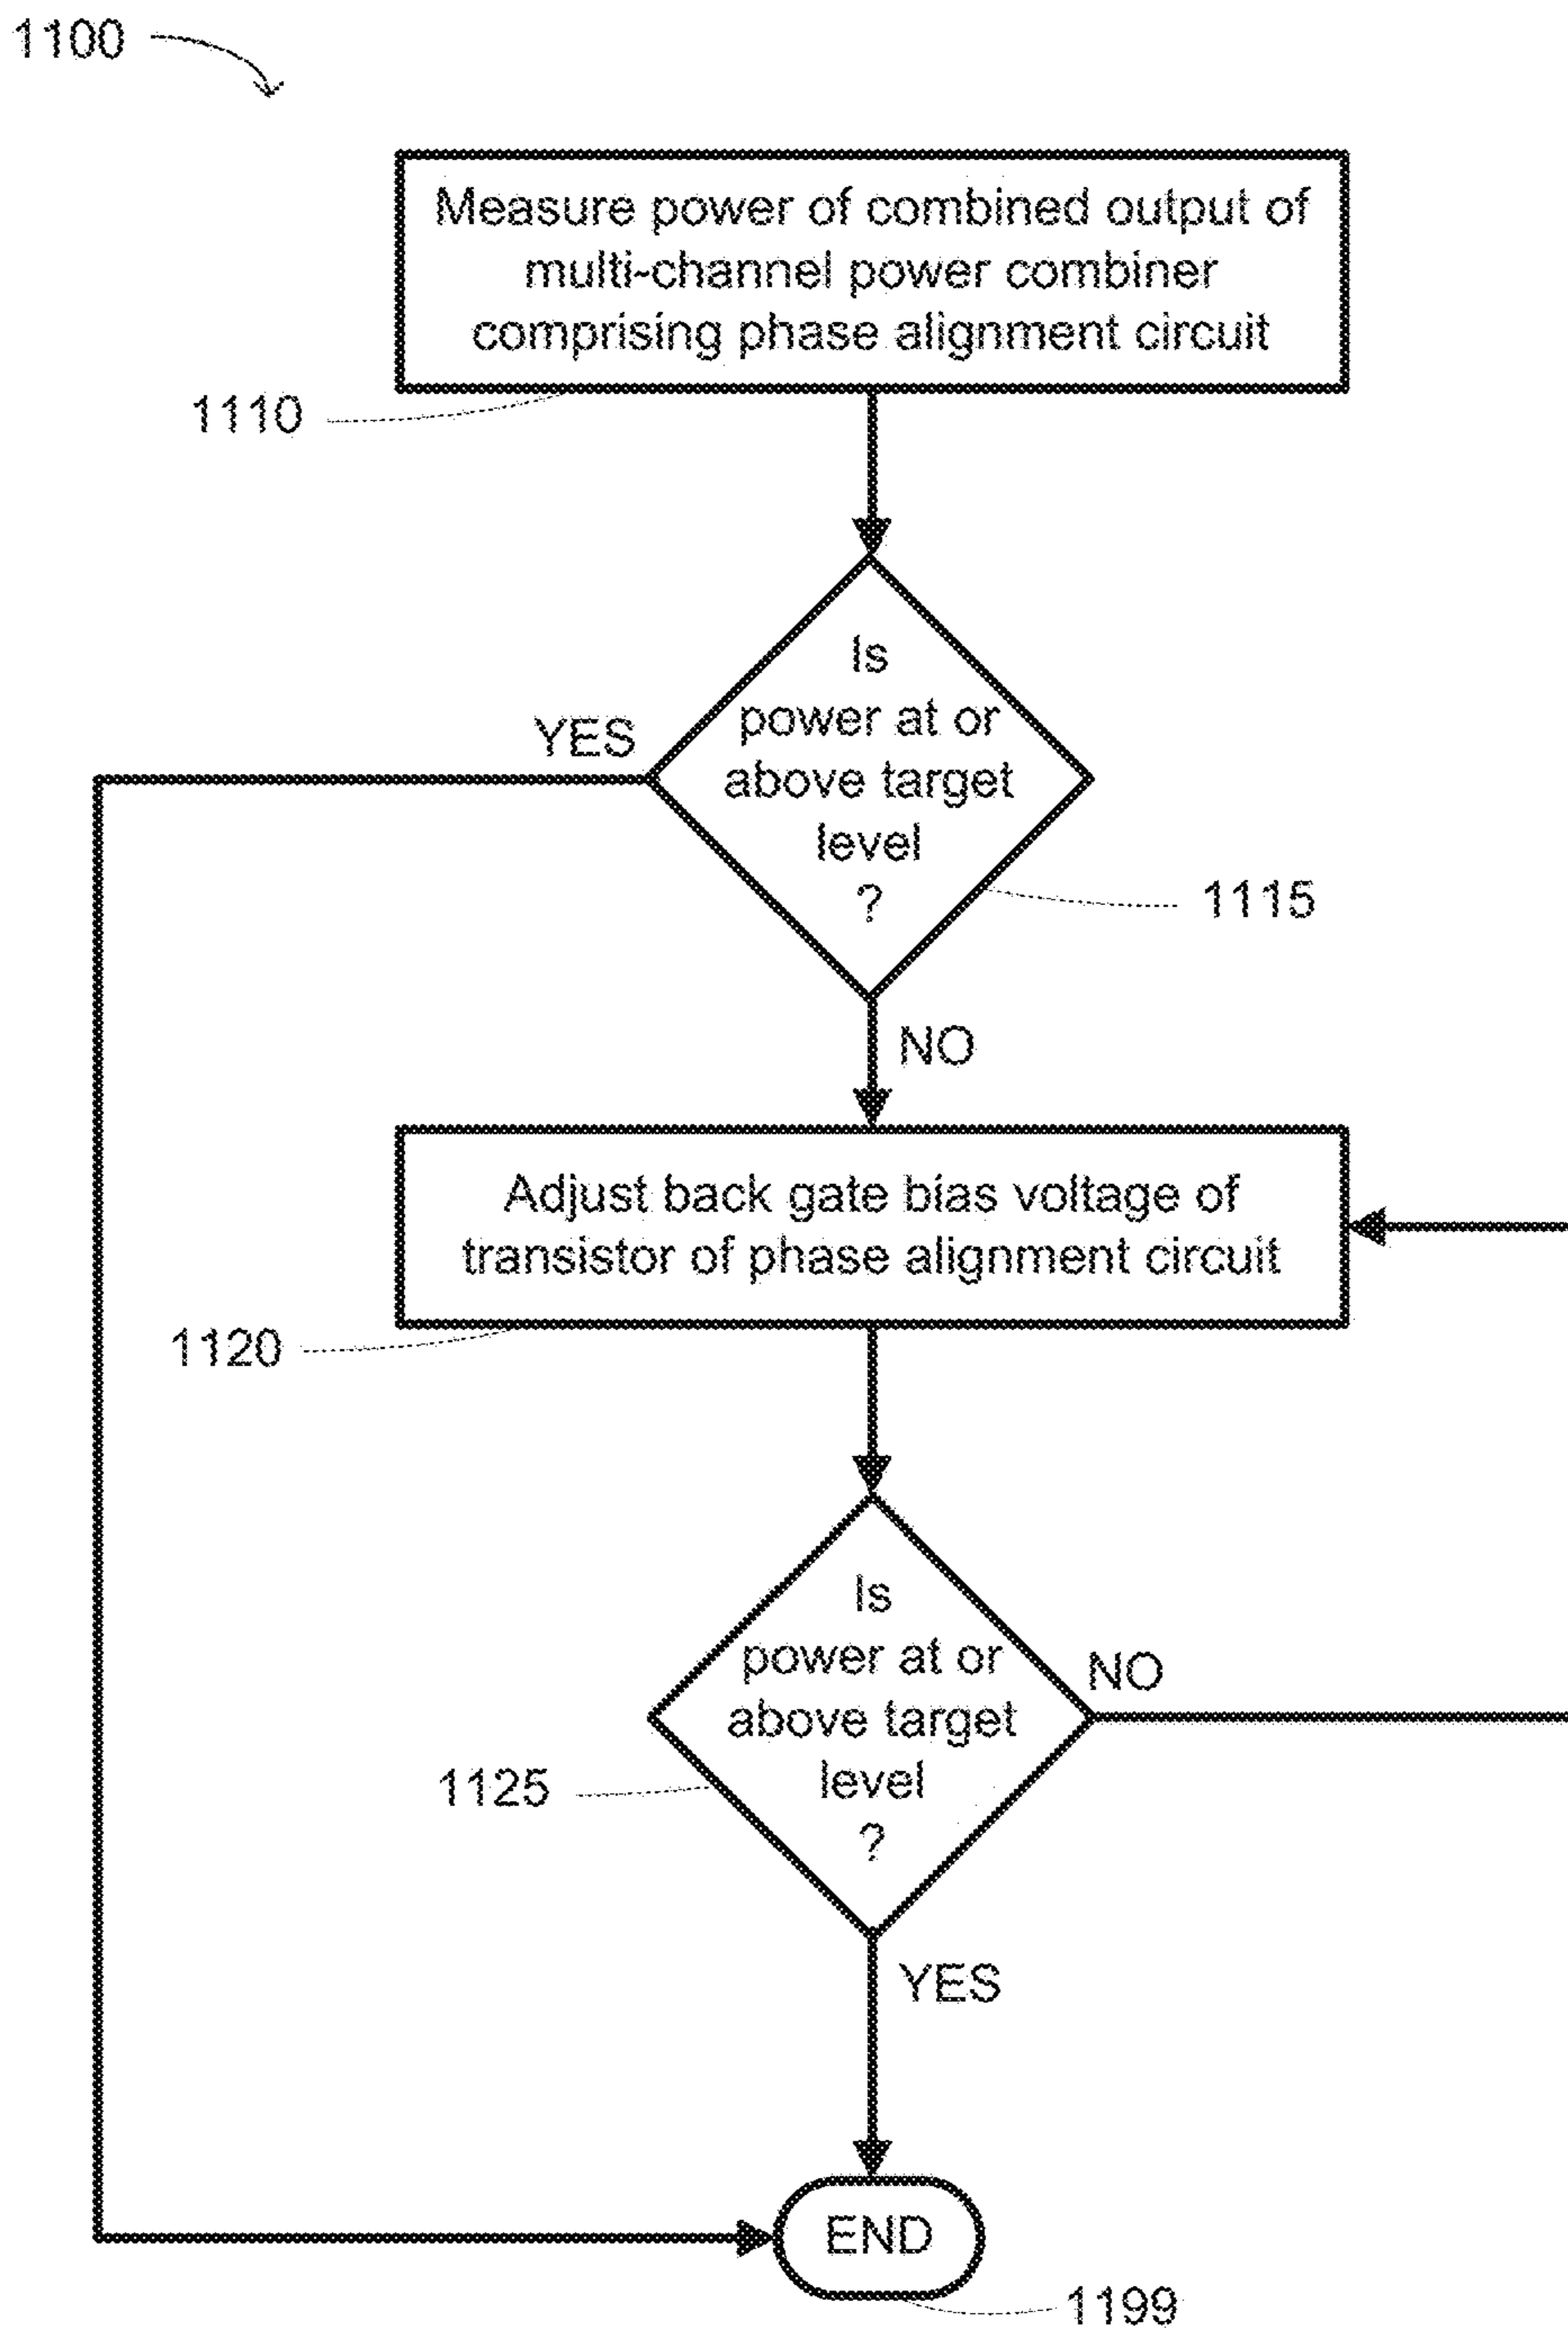 1100
Measure power of combined output of
multi-channel power combiner
comprising phase alignment circuit
1110
Is
power at or
above target
level
?
YES
1115
NO
Adjust back gate bias voltage of
transistor of phase alignment circuit
1120
Is
power at or
above target
level
?
NO
1125
YES
END
1199